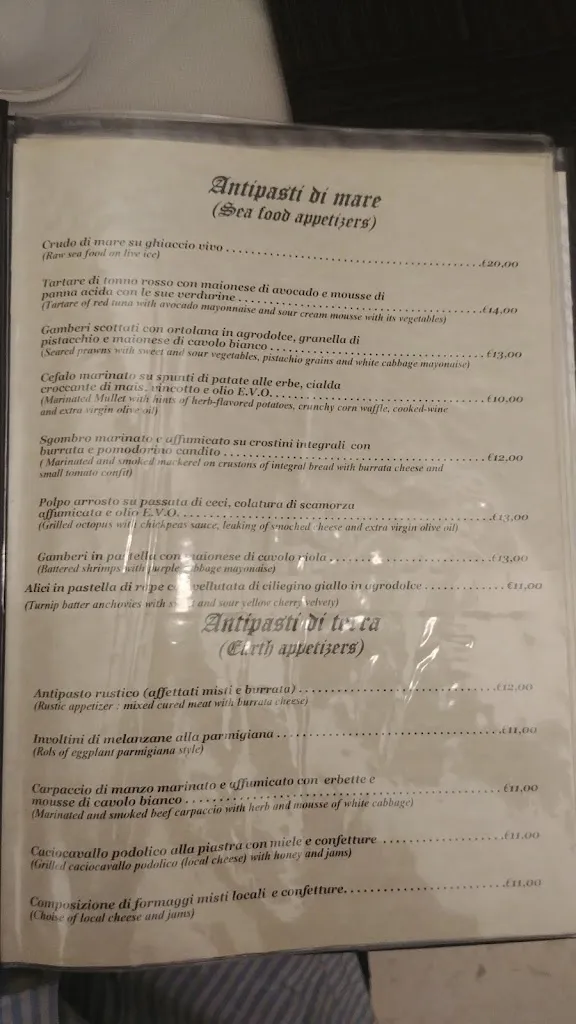 Antipasti di mare
(Sea food appetizers)
Crudo di mare su ghiaccio vivo . . . . . . . . . . . . . . . . . . . . . . . . . . . . . . . . . . . €20,00
(Raw sea food on live ice)
Tartare di tonno rosso con maionese di avocado e mousse di
panna acida con le sue verdurine . . . . . . . . . . . . . . . . . . . . . . . . . . . . . . . . . €14,00
(Tartare of red tuna with avocado mayonnaise and sour cream mousse with its vegetables)
Gamberi scottati con ortolana in agrodolce, granella di
pistacchio e maionese di cavolo bianco . . . . . . . . . . . . . . . . . . . . . . . . . . . . €13,00
(Seared prawns with sweet and sour vegetables, pistachio grains and white cabbage mayonaise)
Cefalo marinato su spunti di patate alle erbe, cialda
croccante di mais, vincotto e olio E.V.O. . . . . . . . . . . . . . . . . . . . . . . . . . . . €10,00
(Marinated Mullet with hints of herb-flavored potatoes, crunchy corn waffle, cooked-wine
and extra virgin olive oil)
Sgombro marinato e affumicato su crostini integrali con
burrata e pomodorino candito . . . . . . . . . . . . . . . . . . . . . . . . . . . . . . . . . . €12,00
( Marinated and smoked mackerel on crustons of integral bread with burrata cheese and
small tomato confit)
Polpo arrosto su passata di ceci, colatura di scamorza
affumicata e olio E.V.O. . . . . . . . . . . . . . . . . . . . . . . . . . . . . . . . . . . . . . €13,00
(Grilled octopus with chickpeas sauce, leaking of smoched cheese and extra virgin olive oil)
Gamberi in pastella con maionese di cavolo viola . . . . . . . . . . . . . . . . . . . . €13,00
(Battered shrimps with purple cabbage mayonaise)
Alici in pastella di rape con vellutata di ciliegino giallo in agrodolce . . . . . . . . . . €11,00
(Turnip batter anchovies with sweet and sour yellow cherry velvety)
Antipasti di terra
(Earth appetizers)
Antipasto rustico (affettati misti e burrata) . . . . . . . . . . . . . . . . . . . . . . . . €12,00
(Rustic appetizer : mixed cured meat with burrata cheese)
Involtini di melanzane alla parmigiana . . . . . . . . . . . . . . . . . . . . . . . . . . . €11,00
(Rols of eggplant parmigiana style)
Carpaccio di manzo marinato e affumicato con erbette e
mousse di cavolo bianco . . . . . . . . . . . . . . . . . . . . . . . . . . . . . . . . . . . . . €11,00
(Marinated and smoked beef carpaccio with herb and mousse of white cabbage)
Caciocavallo podolico alla piastra con miele e confetture . . . . . . . . . . . . . . €11,00
(Grilled caciocavallo podolico (local cheese) with honey and jams)
Composizione di formaggi misti locali e confetture. . . . . . . . . . . . . . . . . . . €11,00
(Choise of local cheese and jams)